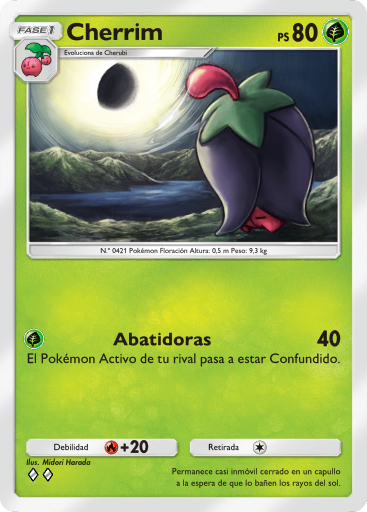 FASE 1
Cherrim
PS 80
Evoluciona de Cherubi
N.º 0421 Pokémon Floración Altura: 0,5 m Peso: 9,3 kg
Abatidoras 40
El Pokémon Activo de tu rival pasa a estar Confundido.
Debilidad +20 Retirada
Ilus. Midori Harada
Permanece casi inmóvil cerrado en un capullo
a la espera de que lo bañen los rayos del sol.